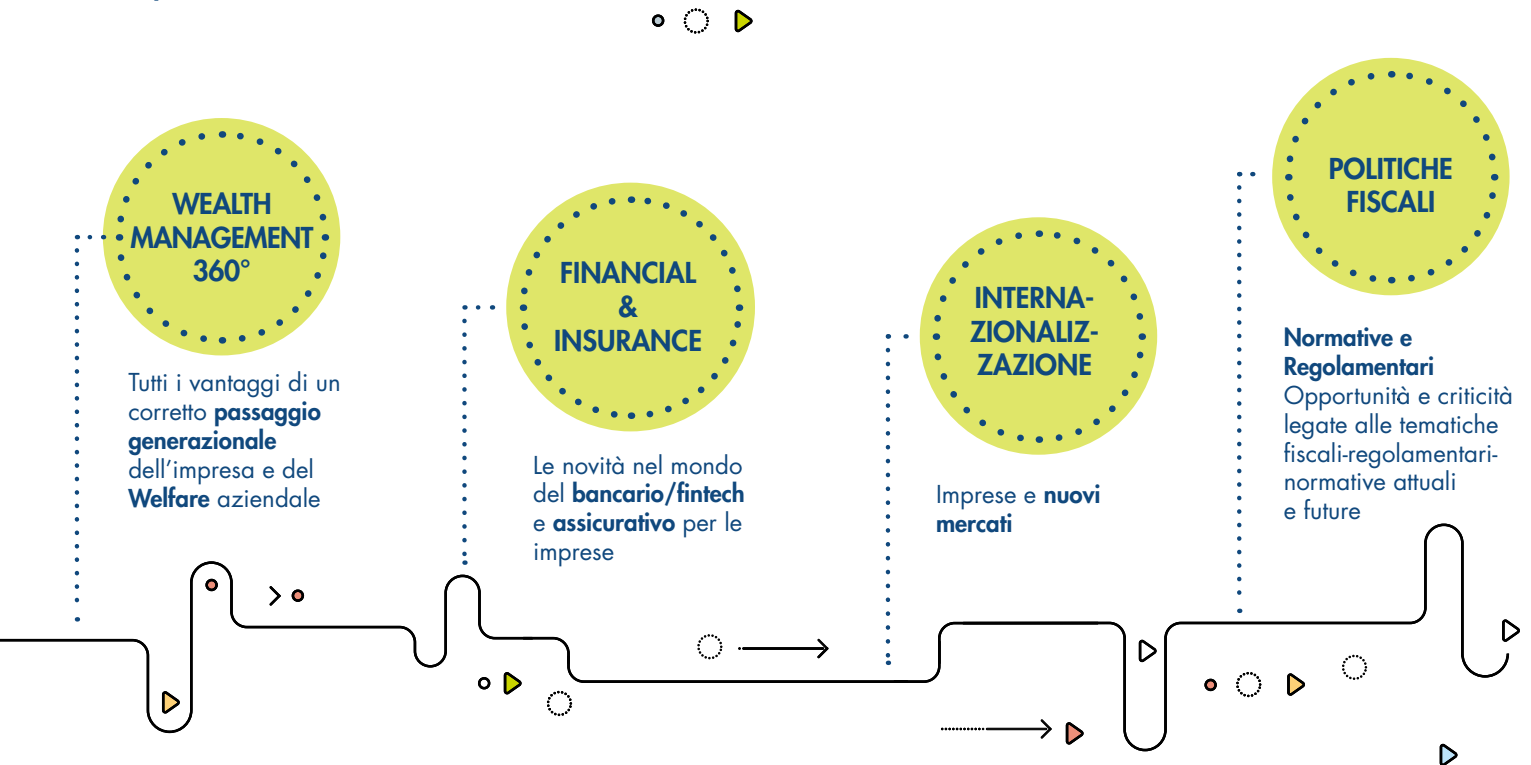 WEALTH
MANAGEMENT
360°
Tutti i vantaggi di un
corretto passaggio
generazionale
dell'impresa e del
Welfare aziendale
FINANCIAL
&
INSURANCE
Le novità nel mondo
del bancario/fintech
e assicurativo per le
imprese
INTERNA-
ZIONALIZ-
ZAZIONE
Imprese e nuovi
mercati
POLITICHE
FISCALI
Normative e
Regolamentari
Opportunità e criticità
legate alle tematiche
fiscali-regolamentari-
normative attuali
e future